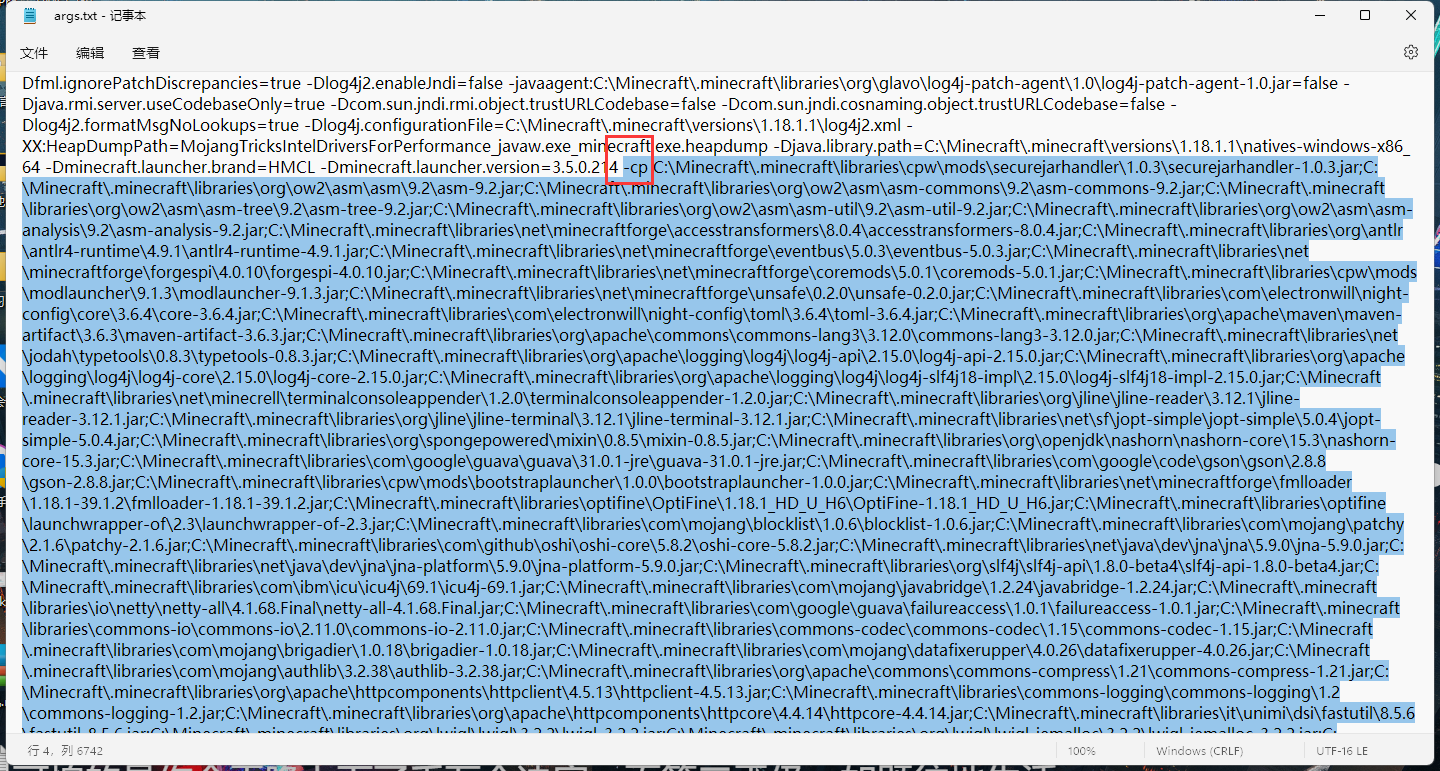 args.txt - 记事本
文件 编辑 查看
Dfml.ignorePatchDiscrepancies=true -Dlog4j2.enableJndi=false -javaagent:C:\Minecraft\.minecraft\libraries\org\glavo\log4j-patch-agent\1.0\log4j-patch-agent-1.0.jar=false -
Djava.rmi.server.useCodebaseOnly=true -Dcom.sun.jndi.rmi.object.trustURLCodebase=false -Dcom.sun.jndi.cosnaming.object.trustURLCodebase=false -
Dlog4j2.formatMsgNoLookups=true -Dlog4j.configurationFile=C:\Minecraft\.minecraft\versions\1.18.1.1\log4j2.xml -
XX:HeapDumpPath=MojangTricksIntelDriversForPerformance_javaw.exe_minecraft.exe.heapdump -Djava.library.path=C:\Minecraft\.minecraft\versions\1.18.1.1\natives-windows-x86_
64 -Dminecraft.launcher.brand=HMCL -Dminecraft.launcher.version=3.5.0.214 -cp C:\Minecraft\.minecraft\libraries\cpw\mods\securejarhandler\1.0.3\securejarhandler-1.0.3.jar;C:
\Minecraft\.minecraft\libraries\org\ow2\asm\asm\9.2\asm-9.2.jar;C:\Minecraft\.minecraft\libraries\org\ow2\asm\asm-commons\9.2\asm-commons-9.2.jar;C:\Minecraft\.minecraft
\libraries\org\ow2\asm\asm-tree\9.2\asm-tree-9.2.jar;C:\Minecraft\.minecraft\libraries\org\ow2\asm\asm-util\9.2\asm-util-9.2.jar;C:\Minecraft\.minecraft\libraries\org\ow2\asm\asm-
analysis\9.2\asm-analysis-9.2.jar;C:\Minecraft\.minecraft\libraries\net\minecraftforge\accesstransformers\8.0.4\accesstransformers-8.0.4.jar;C:\Minecraft\.minecraft\libraries\org\antlr
\antlr4-runtime\4.9.1\antlr4-runtime-4.9.1.jar;C:\Minecraft\.minecraft\libraries\net\minecraftforge\eventbus\5.0.3\eventbus-5.0.3.jar;C:\Minecraft\.minecraft\libraries\net
\minecraftforge\forgespi\4.0.10\forgespi-4.0.10.jar;C:\Minecraft\.minecraft\libraries\net\minecraftforge\coremods\5.0.1\coremods-5.0.1.jar;C:\Minecraft\.minecraft\libraries\cpw\mods
\modlauncher\9.1.3\modlauncher-9.1.3.jar;C:\Minecraft\.minecraft\libraries\net\minecraftforge\unsafe\0.2.0\unsafe-0.2.0.jar;C:\Minecraft\.minecraft\libraries\com\electronwill\night-
config\core\3.6.4\core-3.6.4.jar;C:\Minecraft\.minecraft\libraries\com\electronwill\night-config\toml\3.6.4\toml-3.6.4.jar;C:\Minecraft\.minecraft\libraries\org\apache\maven\maven-
artifact\3.6.3\maven-artifact-3.6.3.jar;C:\Minecraft\.minecraft\libraries\org\apache\commons\commons-lang3\3.12.0\commons-lang3-3.12.0.jar;C:\Minecraft\.minecraft\libraries\net
\jodah\typetools\0.8.3\typetools-0.8.3.jar;C:\Minecraft\.minecraft\libraries\org\apache\logging\log4j\log4j-api\2.15.0\log4j-api-2.15.0.jar;C:\Minecraft\.minecraft\libraries\org\apache
\logging\log4j\log4j-core\2.15.0\log4j-core-2.15.0.jar;C:\Minecraft\.minecraft\libraries\org\apache\logging\log4j\log4j-slf4j18-impl\2.15.0\log4j-slf4j18-impl-2.15.0.jar;C:\Minecraft
\.minecraft\libraries\net\minecrell\terminalconsoleappender\1.2.0\terminalconsoleappender-1.2.0.jar;C:\Minecraft\.minecraft\libraries\org\jline\jline-reader\3.12.1\jline-
reader-3.12.1.jar;C:\Minecraft\.minecraft\libraries\org\jline\jline-terminal\3.12.1\jline-terminal-3.12.1.jar;C:\Minecraft\.minecraft\libraries\net\sf\jopt-simple\jopt-simple\5.0.4\jopt-
simple-5.0.4.jar;C:\Minecraft\.minecraft\libraries\org\spongepowered\mixin\0.8.5\mixin-0.8.5.jar;C:\Minecraft\.minecraft\libraries\org\openjdk\nashorn\nashorn-core\15.3\nashorn-
core-15.3.jar;C:\Minecraft\.minecraft\libraries\com\google\guava\guava\31.0.1-jre\guava-31.0.1-jre.jar;C:\Minecraft\.minecraft\libraries\com\google\code\gson\gson\2.8.8
\gson-2.8.8.jar;C:\Minecraft\.minecraft\libraries\cpw\mods\bootstraplauncher\1.0.0\bootstraplauncher-1.0.0.jar;C:\Minecraft\.minecraft\libraries\net\minecraftforge\fmlloader
\1.18.1-39.1.2\fmlloader-1.18.1-39.1.2.jar;C:\Minecraft\.minecraft\libraries\optifine\OptiFine\1.18.1_HD_U_H6\OptiFine-1.18.1_HD_U_H6.jar;C:\Minecraft\.minecraft\libraries\optifine
\launchwrapper-of\2.3\launchwrapper-of-2.3.jar;C:\Minecraft\.minecraft\libraries\com\mojang\blocklist\1.0.6\blocklist-1.0.6.jar;C:\Minecraft\.minecraft\libraries\com\mojang\patchy
\2.1.6\patchy-2.1.6.jar;C:\Minecraft\.minecraft\libraries\com\github\oshi\oshi-core\5.8.2\oshi-core-5.8.2.jar;C:\Minecraft\.minecraft\libraries\net\java\dev\jna\jna\5.9.0\jna-5.9.0.jar;C:
\Minecraft\.minecraft\libraries\net\java\dev\jna\jna-platform\5.9.0\jna-platform-5.9.0.jar;C:\Minecraft\.minecraft\libraries\org\slf4j\slf4j-api\1.8.0-beta4\slf4j-api-1.8.0-beta4.jar;C:
\Minecraft\.minecraft\libraries\com\ibm\icu\icu4j\69.1\icu4j-69.1.jar;C:\Minecraft\.minecraft\libraries\com\mojang\javabridge\1.2.24\javabridge-1.2.24.jar;C:\Minecraft\.minecraft
\libraries\io\netty\netty-all\4.1.68.Final\netty-all-4.1.68.Final.jar;C:\Minecraft\.minecraft\libraries\com\google\guava\failureaccess\1.0.1\failureaccess-1.0.1.jar;C:\Minecraft\.minecraft
\libraries\commons-io\commons-io\2.11.0\commons-io-2.11.0.jar;C:\Minecraft\.minecraft\libraries\commons-codec\commons-codec\1.15\commons-codec-1.15.jar;C:\Minecraft
\.minecraft\libraries\com\mojang\brigadier\1.0.18\brigadier-1.0.18.jar;C:\Minecraft\.minecraft\libraries\com\mojang\datafixerupper\4.0.26\datafixerupper-4.0.26.jar;C:\Minecraft
\.minecraft\libraries\com\mojang\authlib\3.2.38\authlib-3.2.38.jar;C:\Minecraft\.minecraft\libraries\org\apache\commons\commons-compress\1.21\commons-compress-1.21.jar;C:
\Minecraft\.minecraft\libraries\org\apache\httpcomponents\httpclient\4.5.13\httpclient-4.5.13.jar;C:\Minecraft\.minecraft\libraries\commons-logging\commons-logging\1.2
\commons-logging-1.2.jar;C:\Minecraft\.minecraft\libraries\org\apache\httpcomponents\httpcore\4.4.14\httpcore-4.4.14.jar;C:\Minecraft\.minecraft\libraries\it\unimi\dsi\fastutil\8.5.6
行 4，列 6742 100% Windows (CRLF) UTF-16 LE